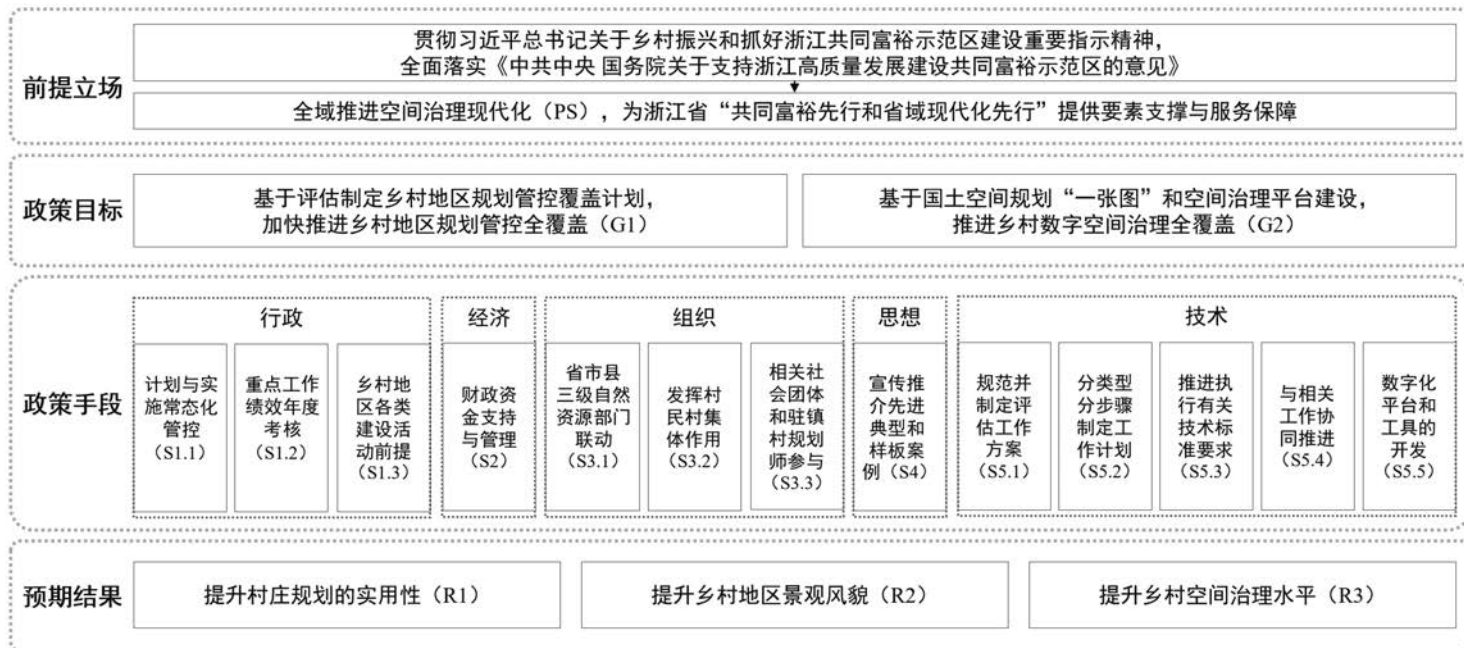 前提立场
贯彻习近平总书记关于乡村振兴和抓好浙江共同富裕示范区建设重要指示精神，
全面落实《中共中央 国务院关于支持浙江高质量发展建设共同富裕示范区的意见》
全域推进空间治理现代化（PS），为浙江省“共同富裕先行和省域现代化先行”提供要素支撑与服务保障
政策目标
基于评估制定乡村地区规划管控覆盖计划，
加快推进乡村地区规划管控全覆盖（G1）
基于国土空间规划“一张图”和空间治理平台建设，
推进乡村数字空间治理全覆盖（G2）
政策手段
行政
计划与实
施常态化
管控
（S1.1）
重点工作
绩效年度
考核
（S1.2）
乡村地
区各类
建设活
动前提
（S1.3）
经济
财政资
金支持
与管理
（S2）
组织
省市县
三级自然
资源部门
联动
（S3.1）
发挥村
民村集
体作用
（S3.2）
相关社
会团体
和驻镇
村规划
师参与
（S3.3）
思想
宣传推
介先进
典型和
样板案
例（S4）
技术
规范并
制定评
估工作
方案
（S5.1）
分类型
分步骤
制定工
作计划
（S5.2）
推进执
行有关
技术标
准要求
（S5.3）
与相关
工作协
同推进
（S5.4）
数字化
平台和
工具的
开发
（S5.5）
预期结果
提升村庄规划的实用性（R1）
提升乡村地区景观风貌（R2）
提升乡村空间治理水平（R3）